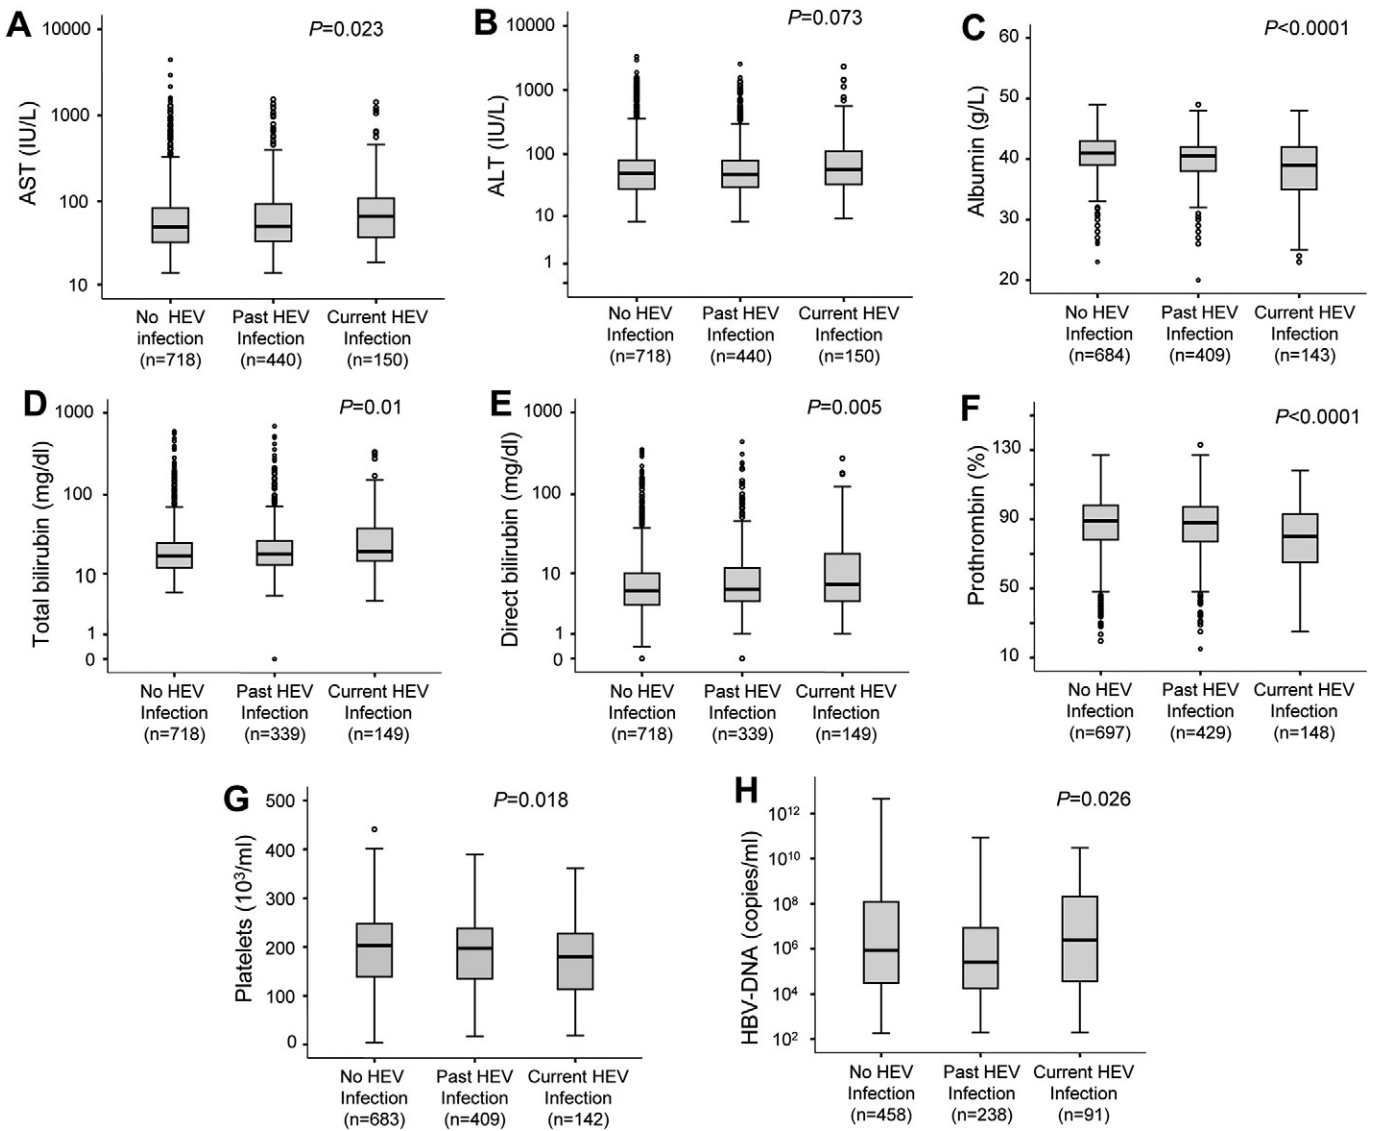 A
P=0.023
AST (IU/L)
10000
1000
100
10
No HEV
infection
(n=718)
Past HEV
Infection
(n=440)
Current HEV
Infection
(n=150)
B
P=0.073
ALT (IU/L)
10000
1000
100
10
1
No HEV
Infection
(n=718)
Past HEV
Infection
(n=440)
Current HEV
Infection
(n=150)
C
P<0.0001
Albumin (g/L)
60
50
40
30
20
No HEV
Infection
(n=684)
Past HEV
Infection
(n=409)
Current HEV
Infection
(n=143)
D
P=0.01
Total bilirubin (mg/dl)
1000
100
10
1
0
No HEV
Infection
(n=718)
Past HEV
Infection
(n=339)
Current HEV
Infection
(n=149)
E
P=0.005
Direct bilirubin (mg/dl)
1000
100
10
1
0
No HEV
Infection
(n=718)
Past HEV
Infection
(n=339)
Current HEV
Infection
(n=149)
F
P<0.0001
Prothrombin (%)
130
90
50
10
No HEV
Infection
(n=697)
Past HEV
Infection
(n=429)
Current HEV
Infection
(n=148)
G
P=0.018
Platelets (10³/ml)
500
400
300
200
100
0
No HEV
Infection
(n=683)
Past HEV
Infection
(n=409)
Current HEV
Infection
(n=142)
H
P=0.026
HBV-DNA (copies/ml)
10¹²
10¹⁰
10⁸
10⁶
10⁴
10²
No HEV
Infection
(n=458)
Past HEV
Infection
(n=238)
Current HEV
Infection
(n=91)